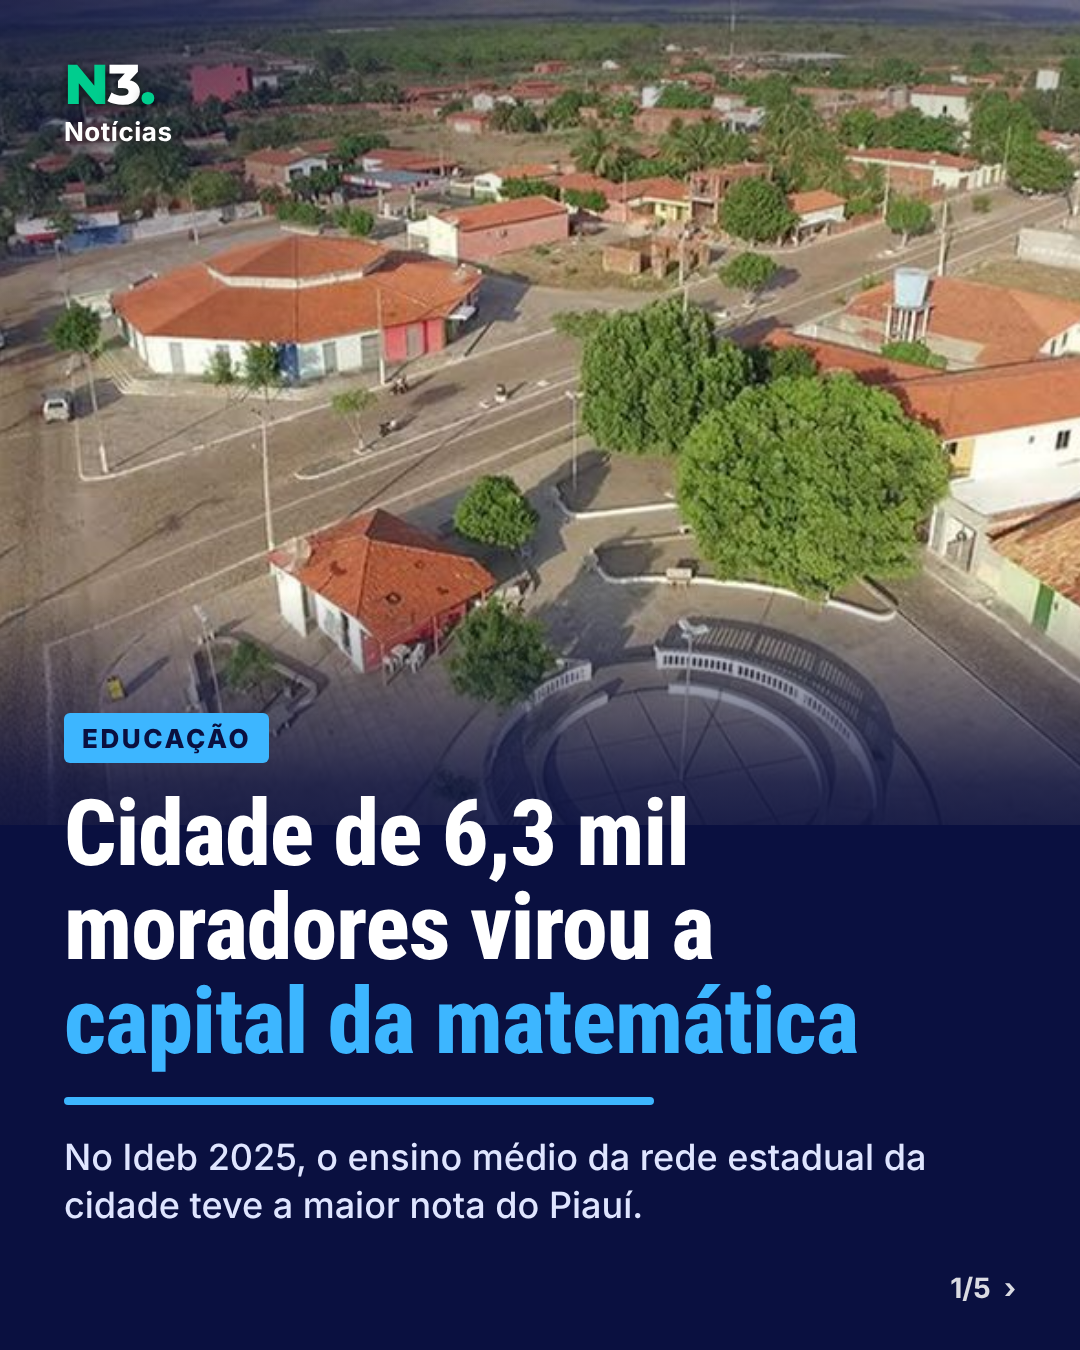 N3.
Notícias
EDUCAÇÃO
Cidade de 6,3 mil
moradores virou a
capital da matemática
No Ideb 2025, o ensino médio da rede estadual da
cidade teve a maior nota do Piauí.
1/5 ›